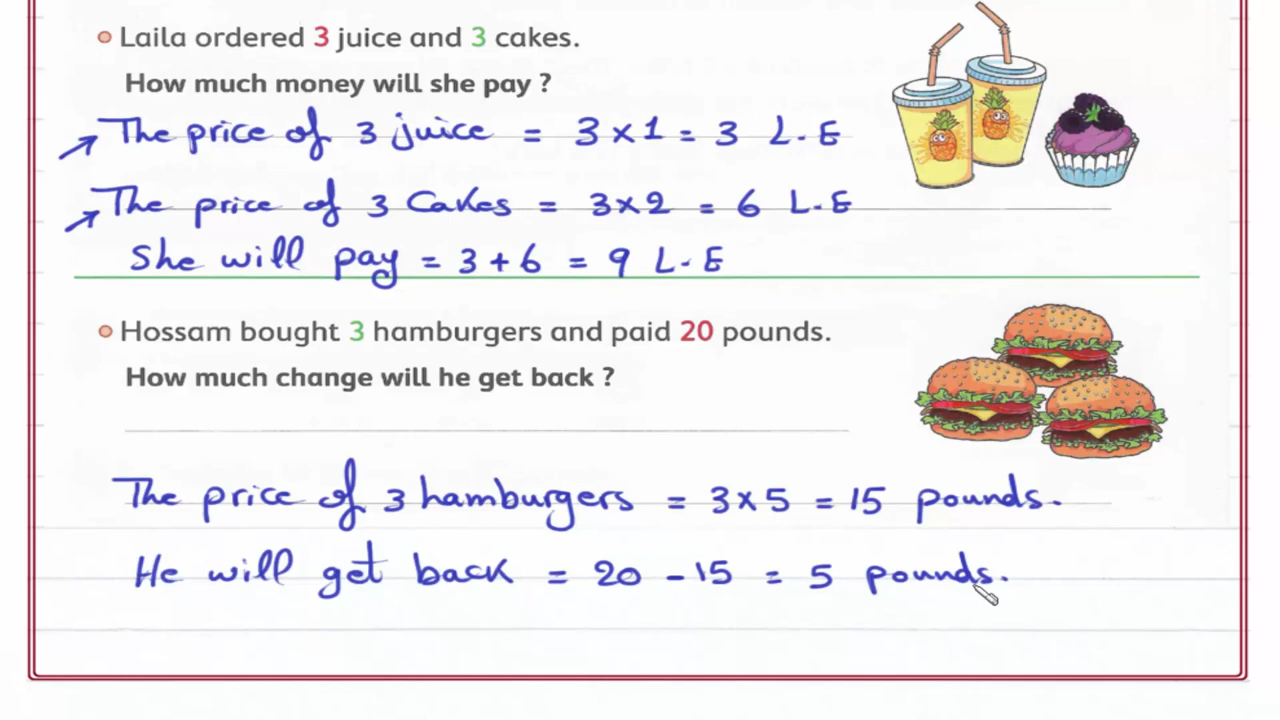 Laila ordered 3 juice and 3 cakes.
How much money will she pay ?
The price of 3 juice = 3 × 1 = 3 L.E
The price of 3 Cakes = 3×2 = 6 L.E
She will pay = 3 + 6 = 9 L.E
Hossam bought 3 hamburgers and paid 20 pounds.
How much change will he get back ?
The price of 3 hamburgers = 3 × 5 = 15 pounds.
He will get back = 20 - 15 = 5 pounds.